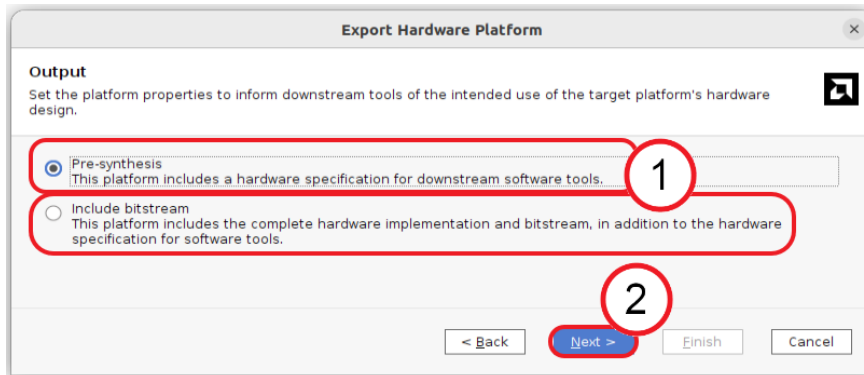 Export Hardware Platform
Output
Set the platform properties to inform downstream tools of the intended use of the target platform's hardware
design.
Pre-synthesis
This platform includes a hardware specification for downstream software tools.
1
Include bitstream
This platform includes the complete hardware implementation and bitstream, in addition to the hardware
specification for software tools.
2
< Back Next > Finish Cancel